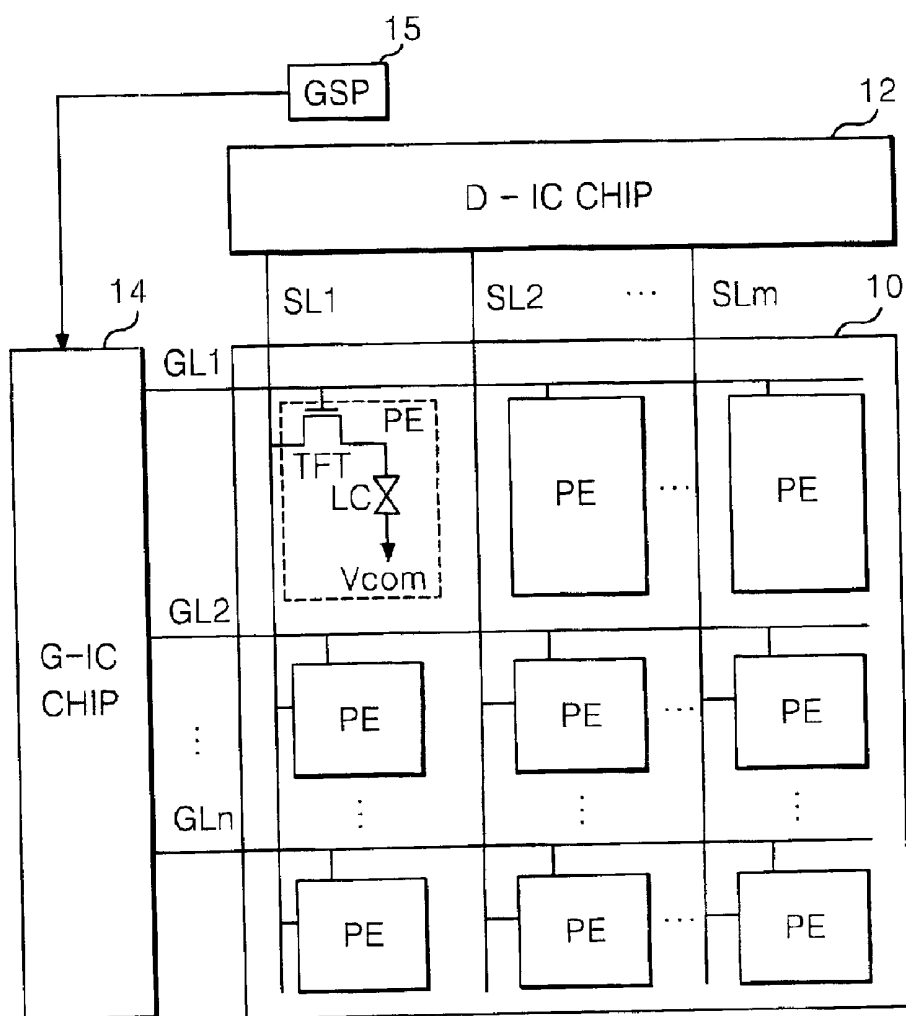 15
GSP
12
D-IC CHIP
14
SL1
SL2
...
SLm
10
GL1
PE
TFT
LC
Vcom
PE
...
PE
GL2
G-IC
CHIP
PE
PE
...
PE
GLn
PE
PE
...
PE